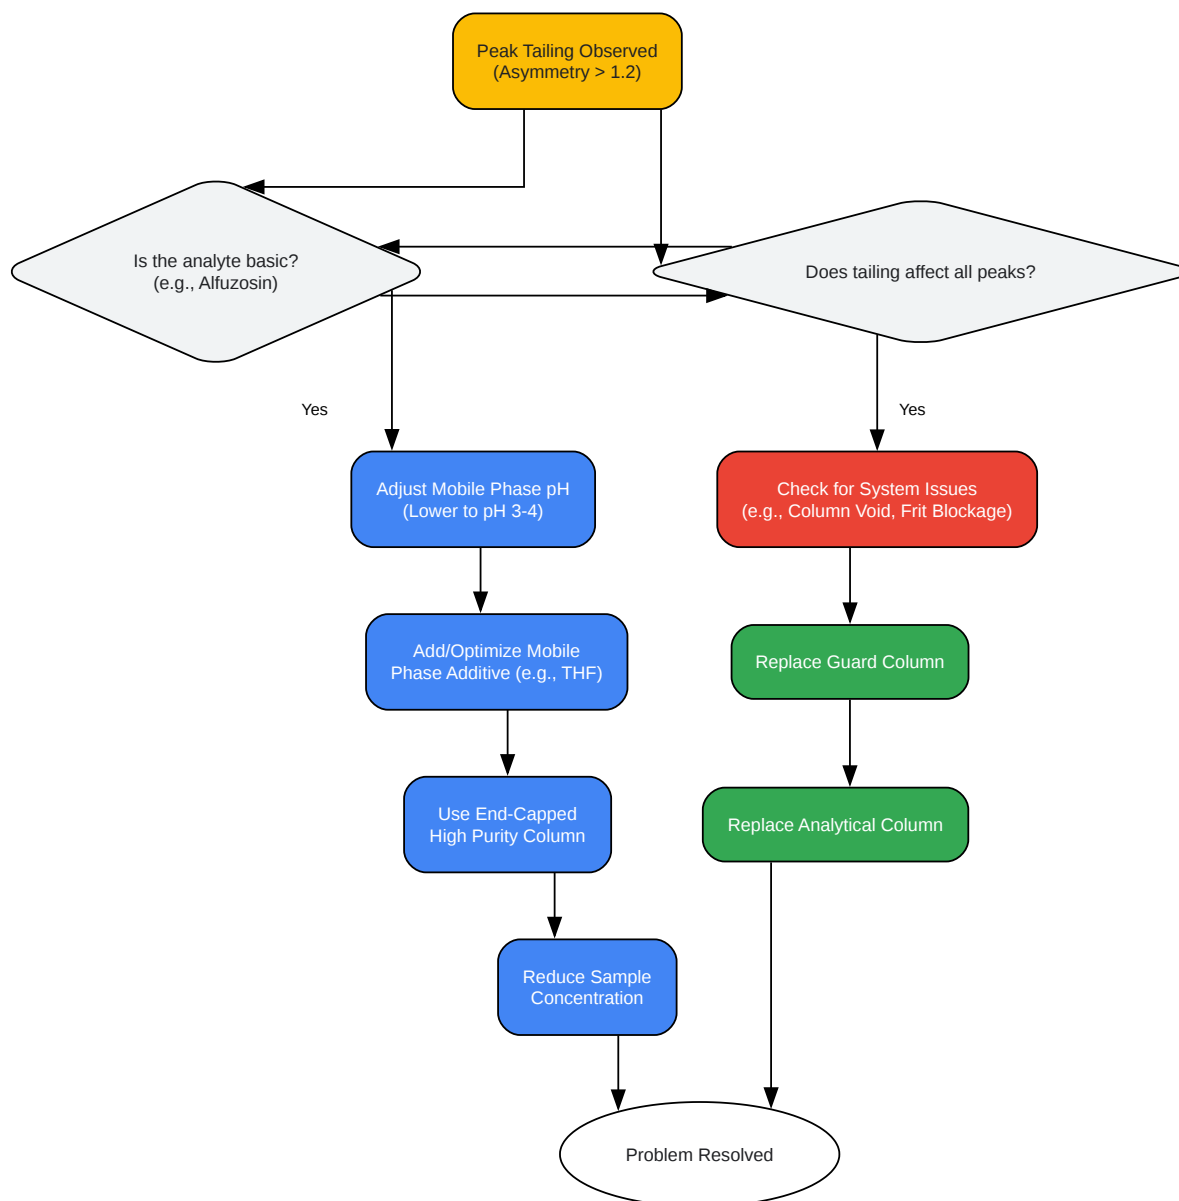 Peak Tailing Observed
(Asymmetry > 1.2)
Is the analyte basic?
(e.g., Alfuzosin)
Does tailing affect all peaks?
Yes
Yes
Adjust Mobile Phase pH
(Lower to pH 3-4)
Check for System Issues
(e.g., Column Void, Frit Blockage)
Add/Optimize Mobile
Phase Additive (e.g., THF)
Replace Guard Column
Use End-Capped
High Purity Column
Replace Analytical Column
Reduce Sample
Concentration
Problem Resolved